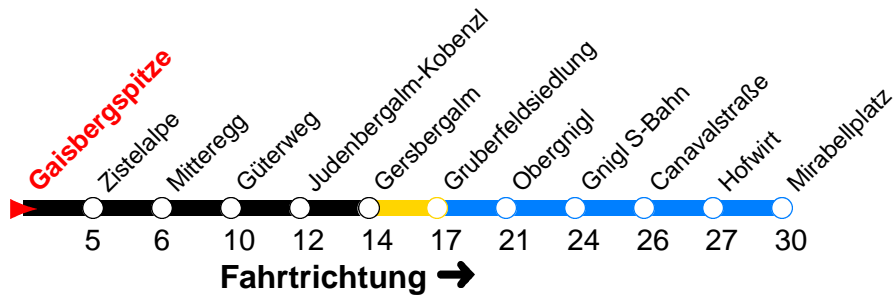 Gaisbergspitze
Zistelalpe
Mitteregg
Güterweg
Judenbergalm-Kobenzl
Gersbergalm
Gruberfeldsiedlung
Obergnigl
Gnigl S-Bahn
Canavalstraße
Hofwirt
Mirabellplatz
5 6 10 12 14 17 21 24 26 27 30
Fahrtrichtung →